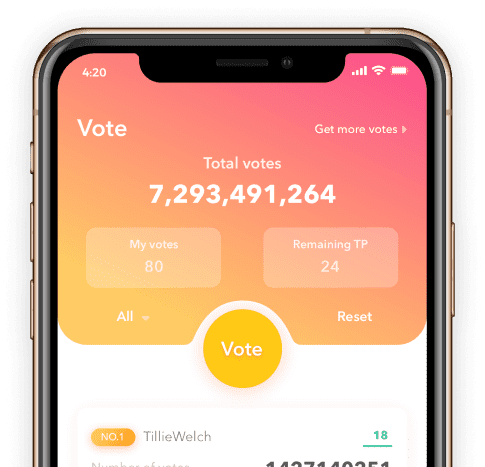 4:20
Vote
Get more votes
Total votes
7,293,491,264
My votes
Remaining TP
80
24
All
Reset
Vote
NO.1
TillieWelch
18
Number of votes